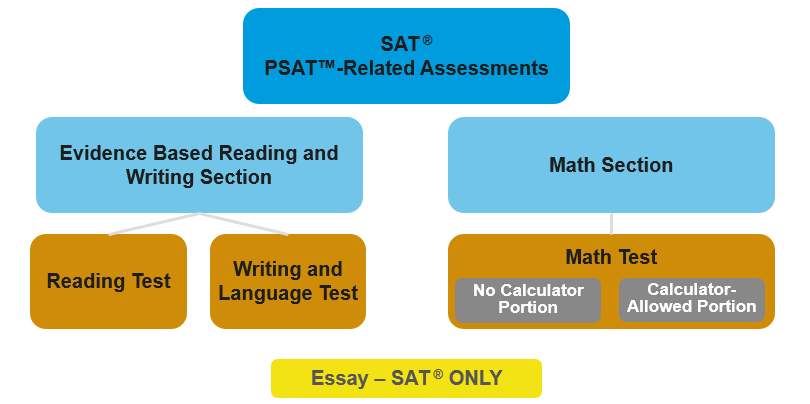 SAT®
PSAT™-Related Assessments
Evidence Based Reading and
Writing Section
Math Section
Reading Test
Writing and
Language Test
Math Test
No Calculator
Portion
Calculator-
Allowed Portion
Essay – SAT® ONLY